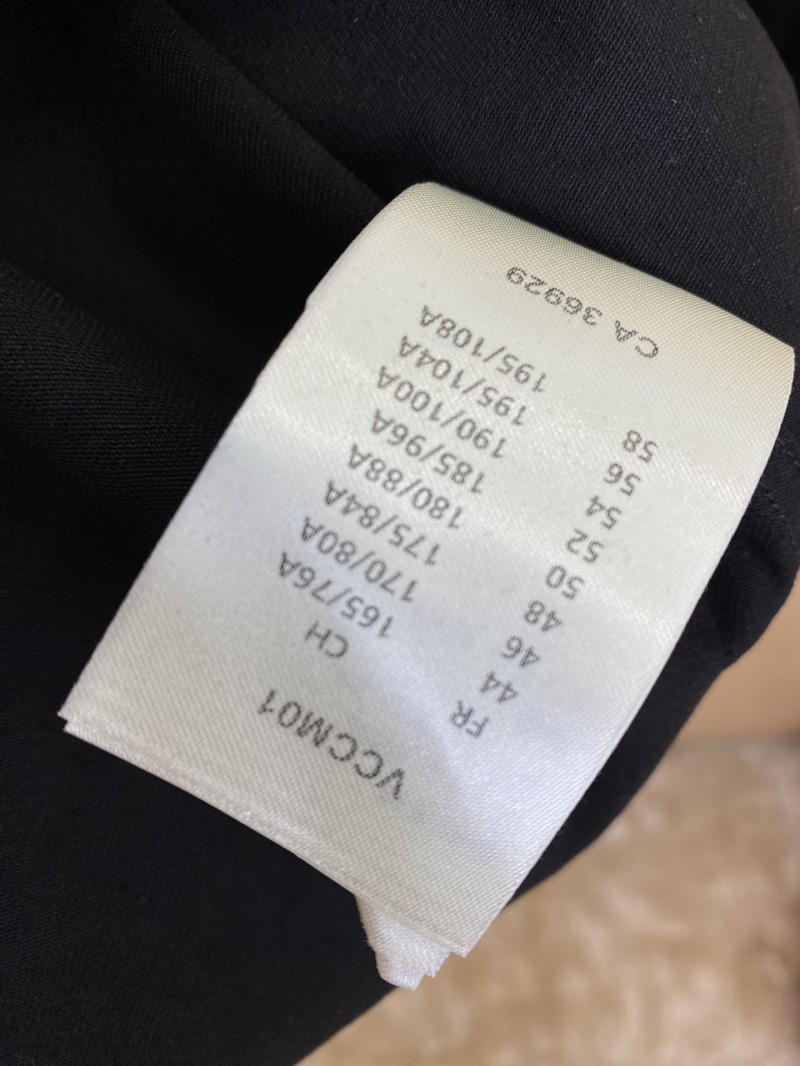 VCCM01
FR CH
44 165/76A
46 170/80A
48 175/84A
50 180/88A
52 185/96A
54 190/100A
56 195/104A
58 195/108A
CA 36929